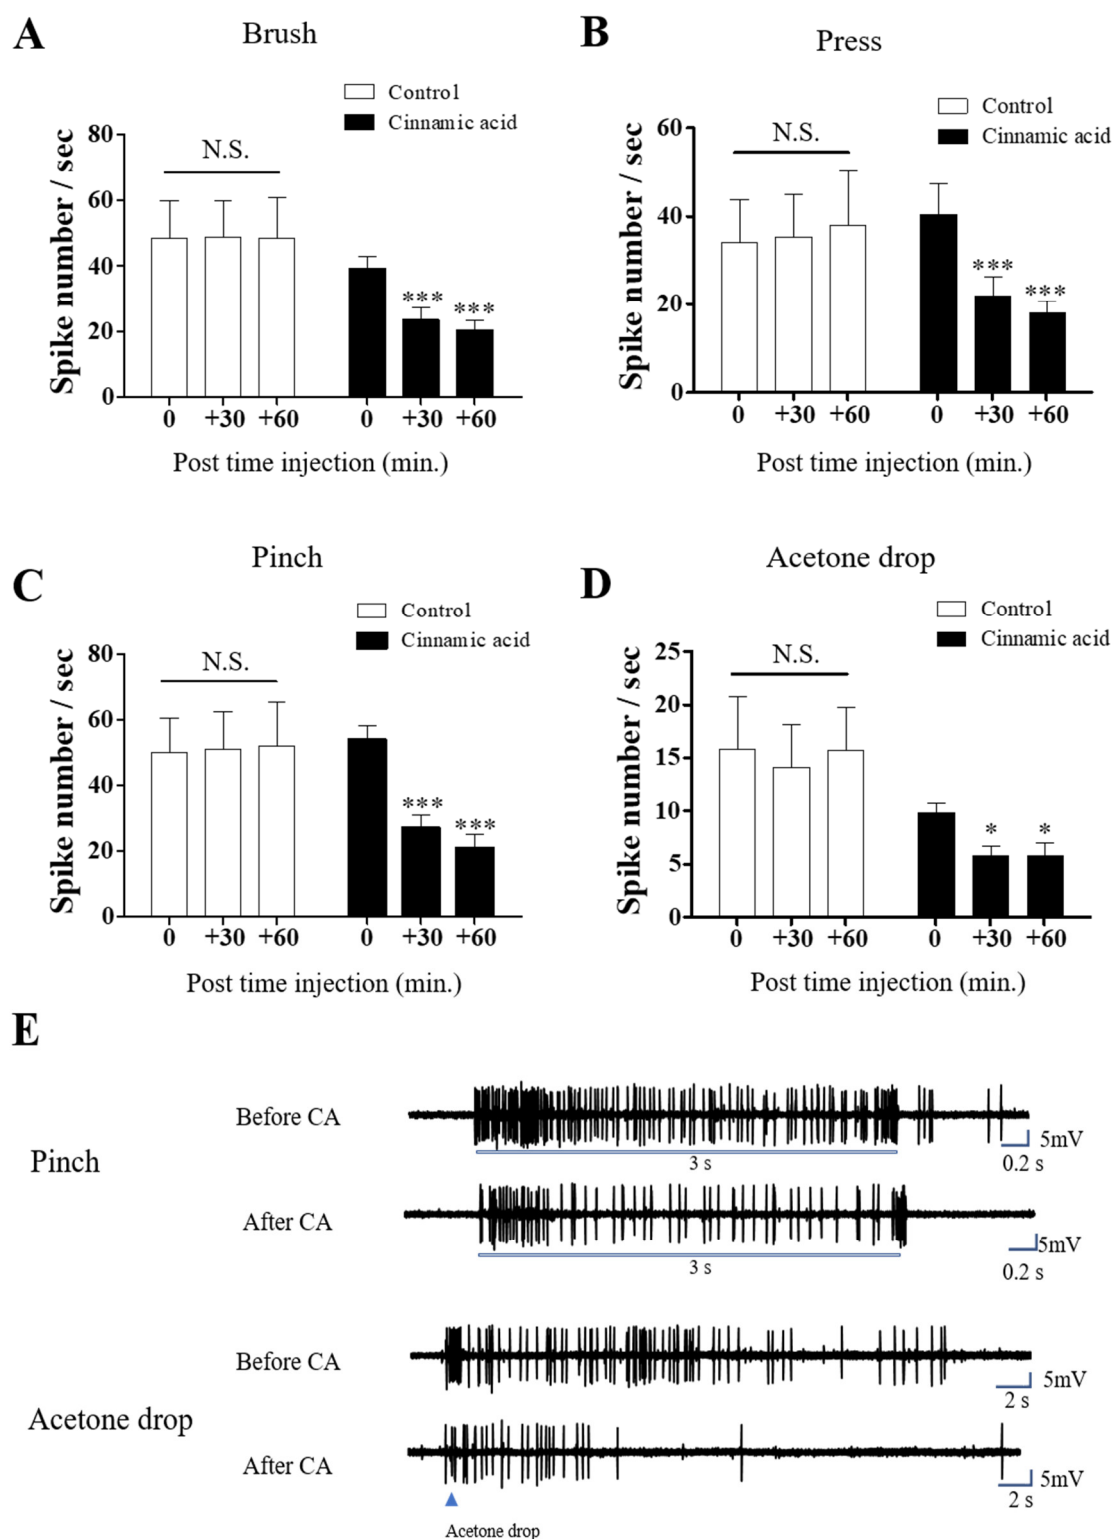 A
Brush
Control
Cinnamic acid
N.S.
Spike number / sec
80
60
40
20
0
*** ***
0 +30 +60 0 +30 +60
Post time injection (min.)
B
Press
Control
Cinnamic acid
N.S.
Spike number / sec
60
40
20
0
*** ***
0 +30 +60 0 +30 +60
Post time injection (min.)
C
Pinch
Control
Cinnamic acid
N.S.
Spike number / sec
80
60
40
20
0
*** ***
0 +30 +60 0 +30 +60
Post time injection (min.)
D
Acetone drop
Control
Cinnamic acid
N.S.
Spike number / sec
25
20
15
10
5
0
* *
0 +30 +60 0 +30 +60
Post time injection (min.)
E
Pinch
Before CA
3 s
5mV
0.2 s
After CA
3 s
5mV
0.2 s
Acetone drop
Before CA
5mV
2 s
After CA
5mV
2 s
Acetone drop